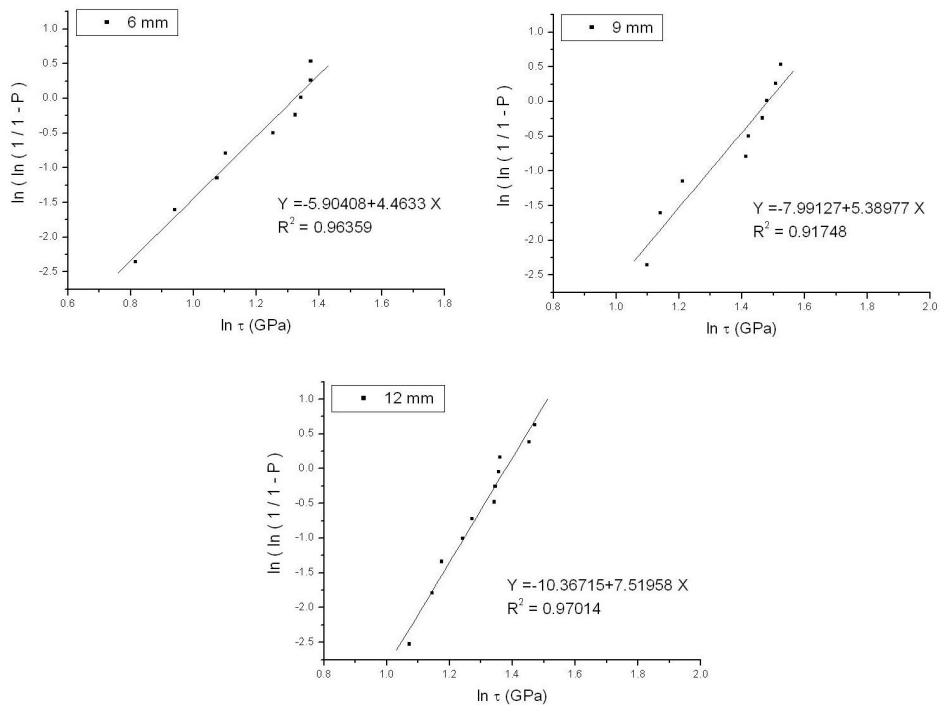 6 mm
1.0
0.5
0.0
-0.5
-1.0
-1.5
-2.0
-2.5
ln ( ln ( 1 / 1 - P )
Y =-5.90408+4.4633 X
R² = 0.96359
0.6 0.8 1.0 1.2 1.4 1.6 1.8
ln τ (GPa)
9 mm
1.0
0.5
0.0
-0.5
-1.0
-1.5
-2.0
-2.5
ln ( ln ( 1 / 1 - P )
Y =-7.99127+5.38977 X
R² = 0.91748
0.8 1.0 1.2 1.4 1.6 1.8 2.0
ln τ (GPa)
12 mm
1.0
0.5
0.0
-0.5
-1.0
-1.5
-2.0
-2.5
ln ( ln ( 1 / 1 - P )
Y =-10.36715+7.51958 X
R² = 0.97014
0.8 1.0 1.2 1.4 1.6 1.8 2.0
ln τ (GPa)